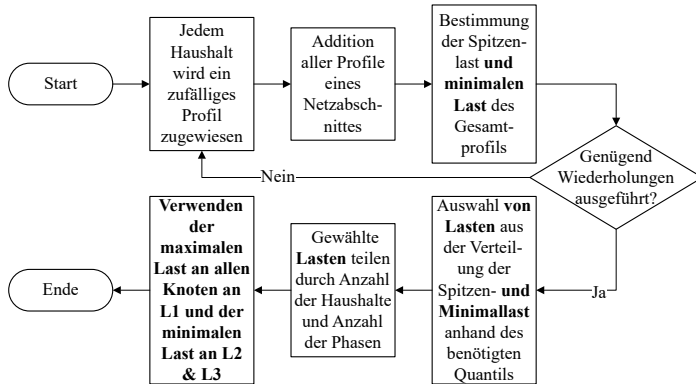 Start
Jedem
Haushalt
wird ein
zufälliges
Profil
zugewiesen
Addition
aller Profile
eines
Netzabsch-
nittes
Bestimmung
der Spitzen-
last und
minimalen
Last des
Gesamt-
profils
Genügend
Wiederholungen
ausgeführt?
Nein
Ja
Auswahl von
Lasten aus
der Vertei-
lung der
Spitzen- und
Minimallast
anhand des
benötigten
Quantils
Gewählte
Lasten teilen
durch Anzahl
der Haushalte
und Anzahl
der Phasen
Verwenden
der
maximalen
Last an allen
Knoten an
L1 und der
minimalen
Last an L2
& L3
Ende